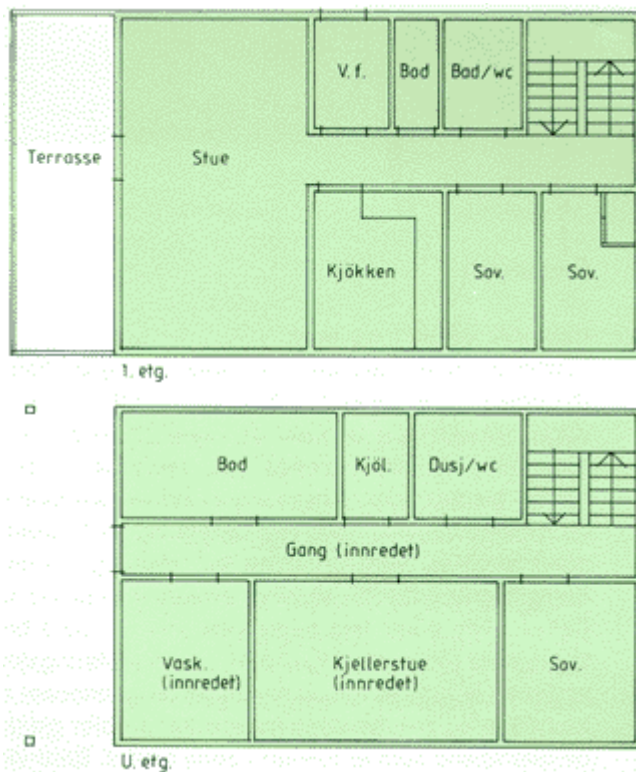 V.f.
Bod
Bad/wc
Terrasse
Stue
Kjökken
Sov.
Sov.
1. etg.
Bod
Kjöl.
Dusj/wc
Gang (innredet)
Vask.
(innredet)
Kjellerstue
(innredet)
Sov.
U. etg.